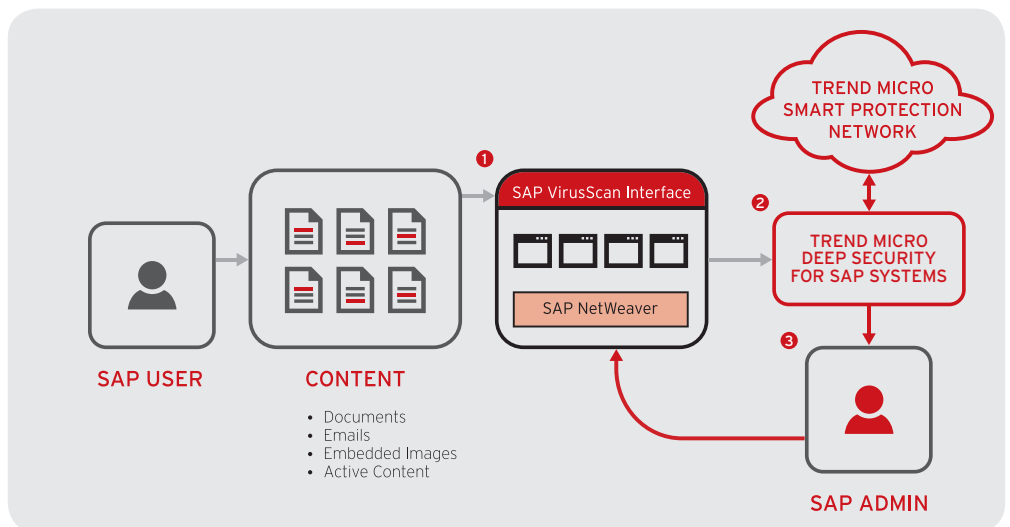 TREND MICRO
SMART PROTECTION
NETWORK
1
SAP VirusScan Interface
2
TREND MICRO
DEEP SECURITY
FOR SAP SYSTEMS
SAP NetWeaver
3
SAP USER
CONTENT
• Documents
• Emails
• Embedded Images
• Active Content
SAP ADMIN